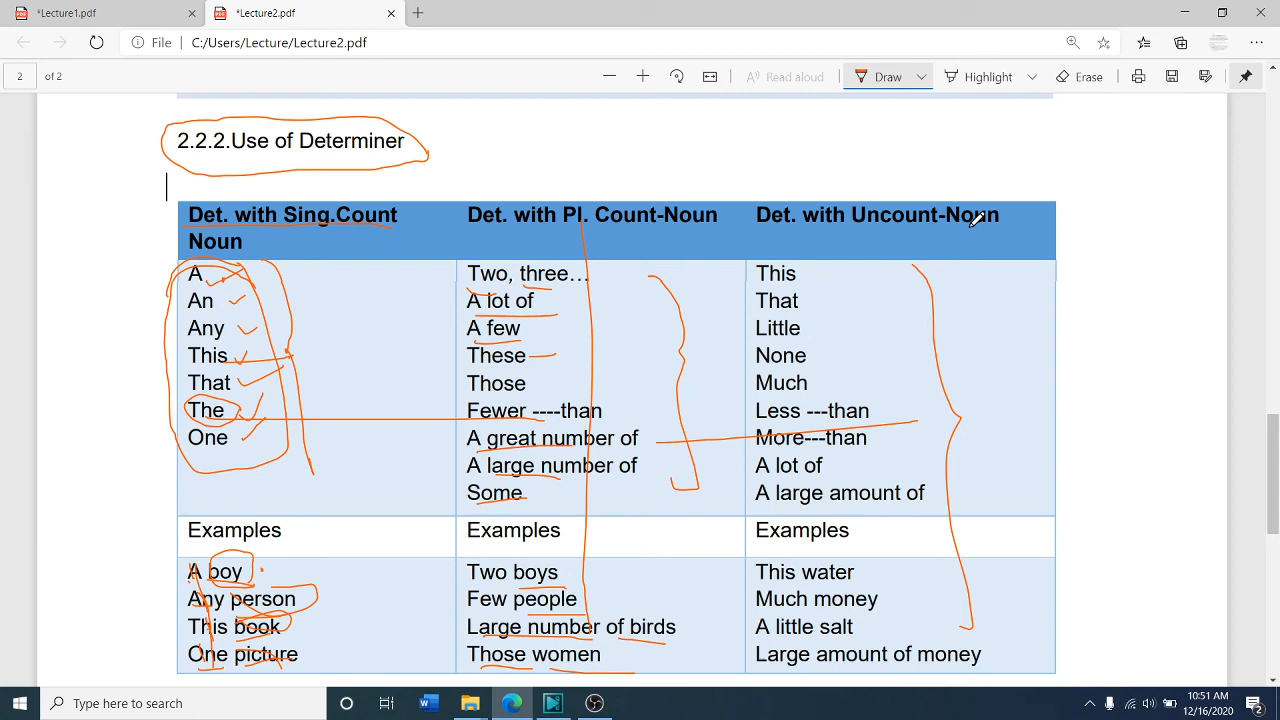 *Lecture1.pdf
*Lecture2.pdf
File
C:/Users/Lecture/Lecture2.pdf
2
of 2
Read aloud
Draw
Highlight
Erase
2.2.2.Use of Determiner
Det. with Sing.Count
Noun
Det. with Pl. Count-Noun
Det. with Uncount-Noun
A
An
Any
This
That
The
One
Two, three…
A lot of
A few
These
Those
Fewer ----than
A great number of
A large number of
Some
This
That
Little
None
Much
Less ---than
More---than
A lot of
A large amount of
Examples
Examples
Examples
A boy
Any person
This book
One picture
Two boys
Few people
Large number of birds
Those women
This water
Much money
A little salt
Large amount of money
Type here to search
10:51 AM
12/16/2020
2